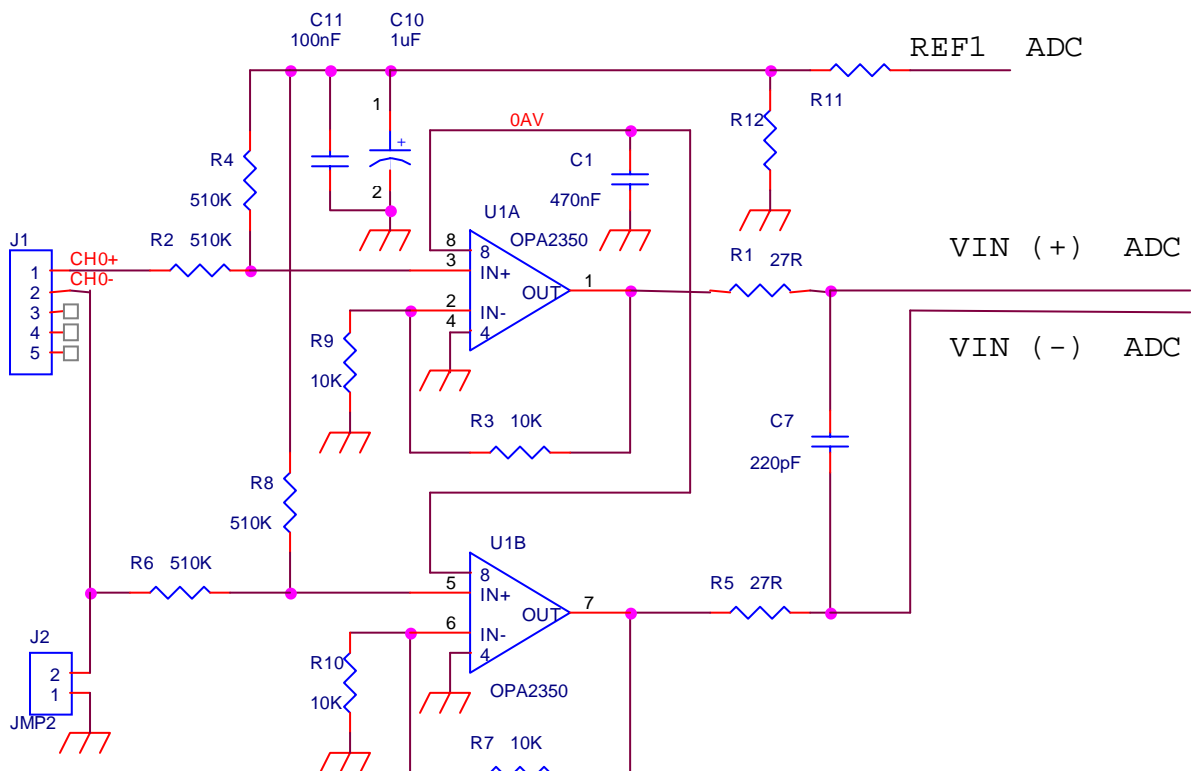 C11 C10
100nF 1uF
REF1 ADC
R11
1
R12
0AV
R4
C1
510K
2
470nF
U1A
J1
OPA2350
R2 510K
CH0+
8
8
VIN (+) ADC
R1 27R
1
3
IN+
1
CH0-
2
OUT
3
2
IN-
4
4
4
5
VIN (-) ADC
R9
10K
R3 10K
C7
220pF
R8
510K
U1B
R6 510K
8
5
IN+
R5 27R
7
OUT
6
IN-
J2
4
R10
2
OPA2350
10K
1
JMP2
R7 10K
+